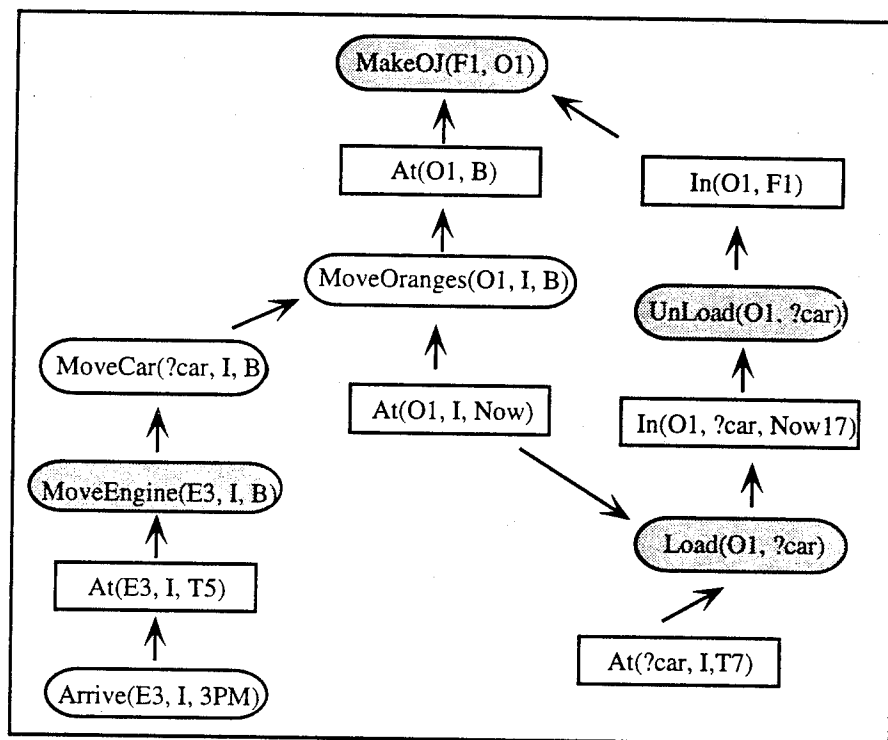 MakeOJ(F1, O1)
At(O1, B)
In(O1, F1)
MoveOranges(O1, I, B)
UnLoad(O1, ?car)
MoveCar(?car, I, B)
At(O1, I, Now)
In(O1, ?car, Now17)
MoveEngine(E3, I, B)
Load(O1, ?car)
At(E3, I, T5)
At(?car, I,T7)
Arrive(E3, I, 3PM)